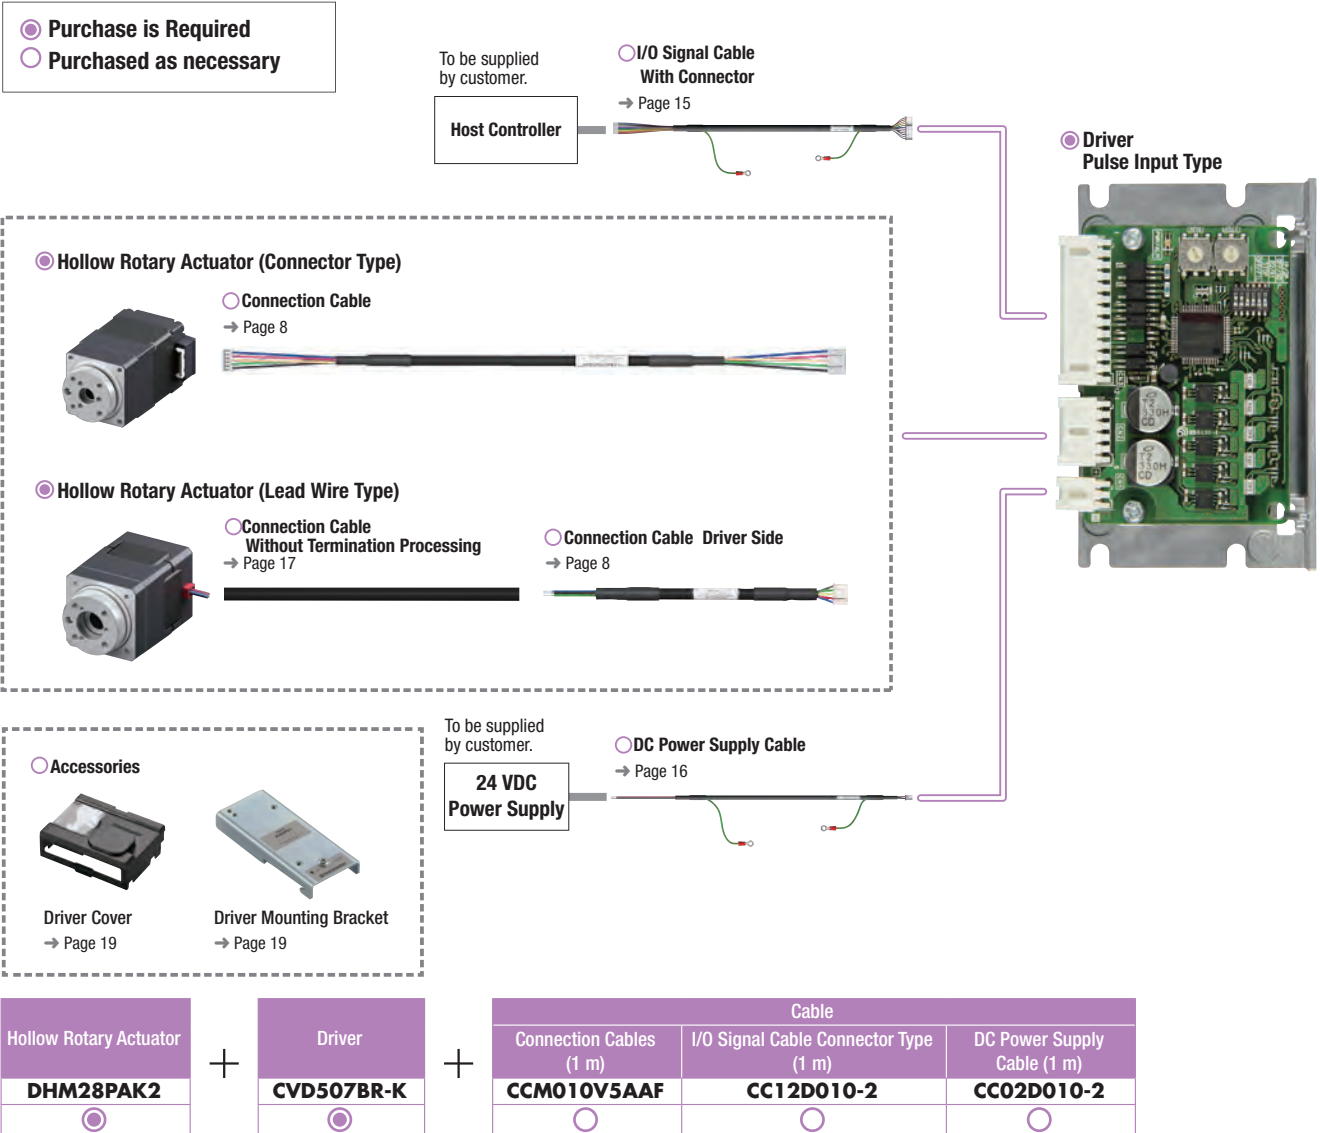 Purchase is Required
Purchased as necessary
To be supplied
by customer.
Host Controller
I/O Signal Cable
With Connector
→ Page 15
Driver
Pulse Input Type
Hollow Rotary Actuator (Connector Type)
Connection Cable
→ Page 8
Hollow Rotary Actuator (Lead Wire Type)
Connection Cable
Without Termination Processing
→ Page 17
Connection Cable Driver Side
→ Page 8
To be supplied
by customer.
24 VDC
Power Supply
DC Power Supply Cable
→ Page 16
Accessories
Driver Cover
→ Page 19
Driver Mounting Bracket
→ Page 19
Hollow Rotary Actuator
DHM28PAK2
+
Driver
CVD507BR-K
+
Cable
Connection Cables
(1 m)
CCM010V5AAF
I/O Signal Cable Connector Type
(1 m)
CC12D010-2
DC Power Supply
Cable (1 m)
CC02D010-2